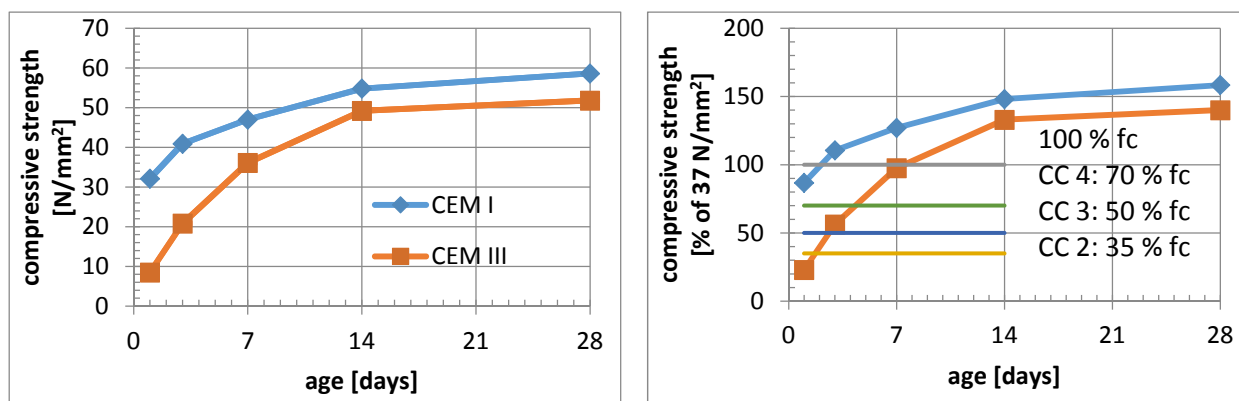 compressive strength
[N/mm²]
70
60
50
40
30
20
10
0
CEM I
CEM III
0 7 14 21 28
age [days]
compressive strength
[% of 37 N/mm²]
200
150
100
50
0
100 % fc
CC 4: 70 % fc
CC 3: 50 % fc
CC 2: 35 % fc
0 7 14 21 28
age [days]